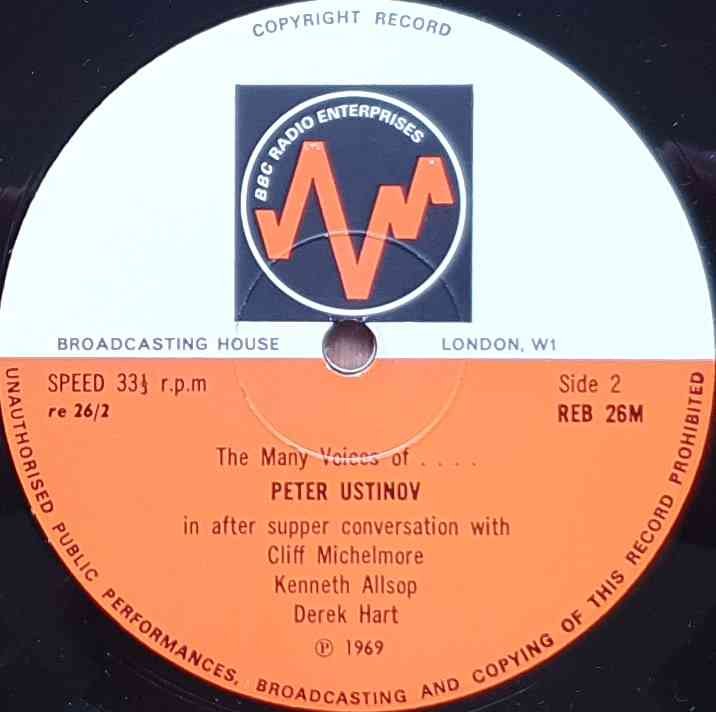 COPYRIGHT RECORD
BBC RADIO ENTERPRISES
BROADCASTING HOUSE LONDON, W1
SPEED 33⅓ r.p.m Side 2
re 26/2 REB 26M
The Many Voices of . . . .
PETER USTINOV
in after supper conversation with
Cliff Michelmore
Kenneth Allsop
Derek Hart
℗ 1969
UNAUTHORISED PUBLIC PERFORMANCES, BROADCASTING AND COPYING OF THIS RECORD PROHIBITED